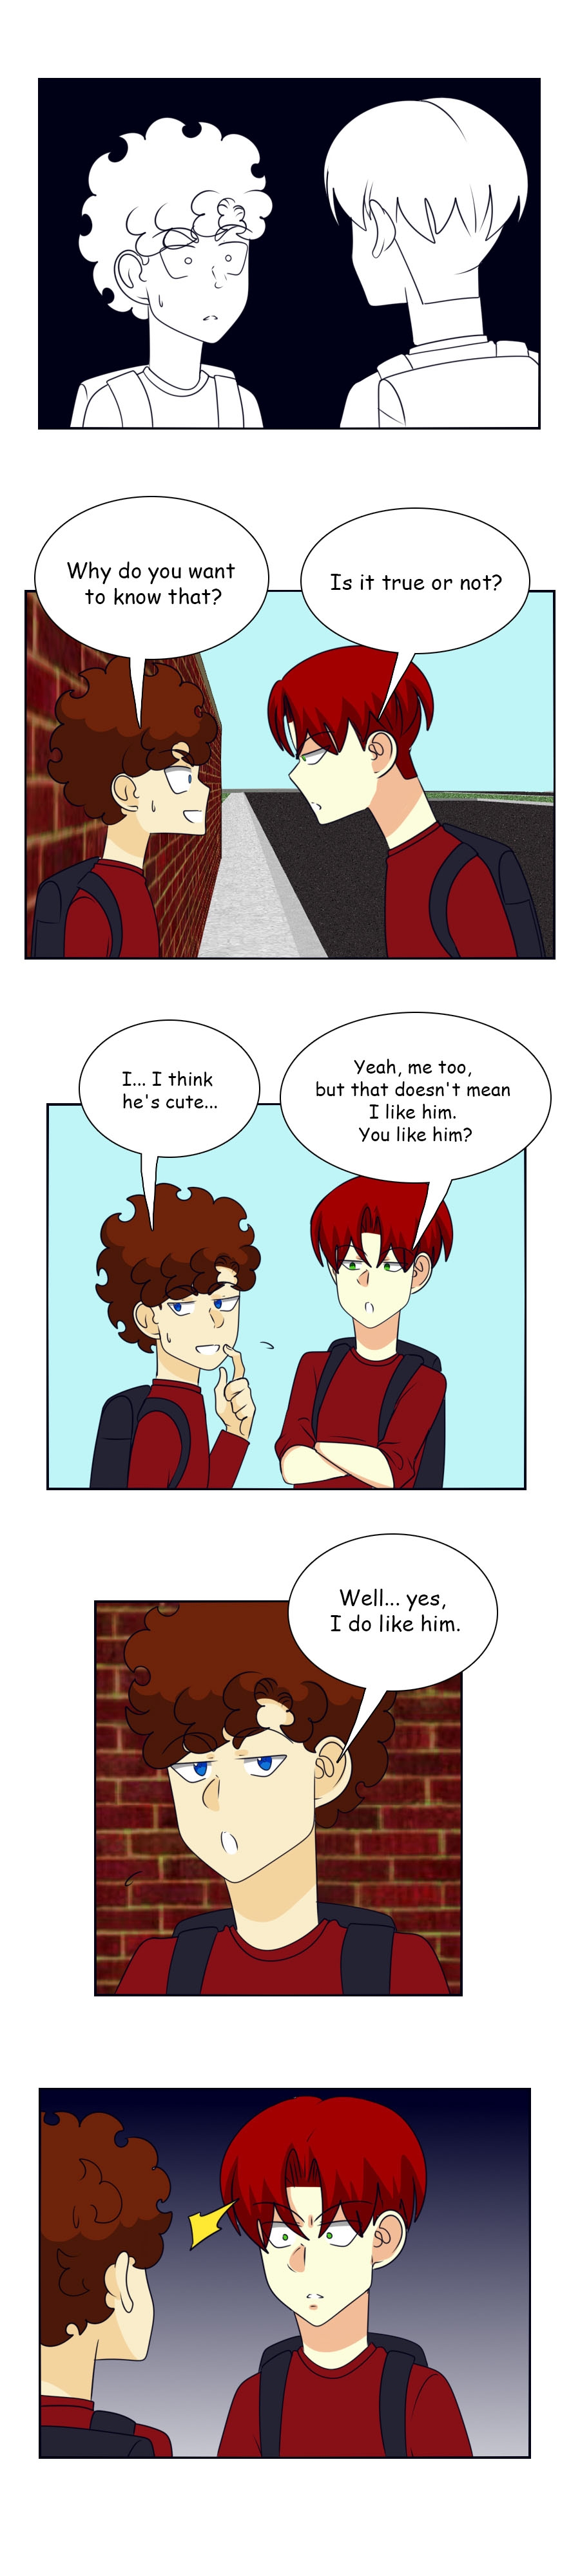 Why do you want
to know that?
Is it true or not?
I... I think
he's cute...
Yeah, me too,
but that doesn't mean
I like him.
You like him?
Well... yes,
I do like him.